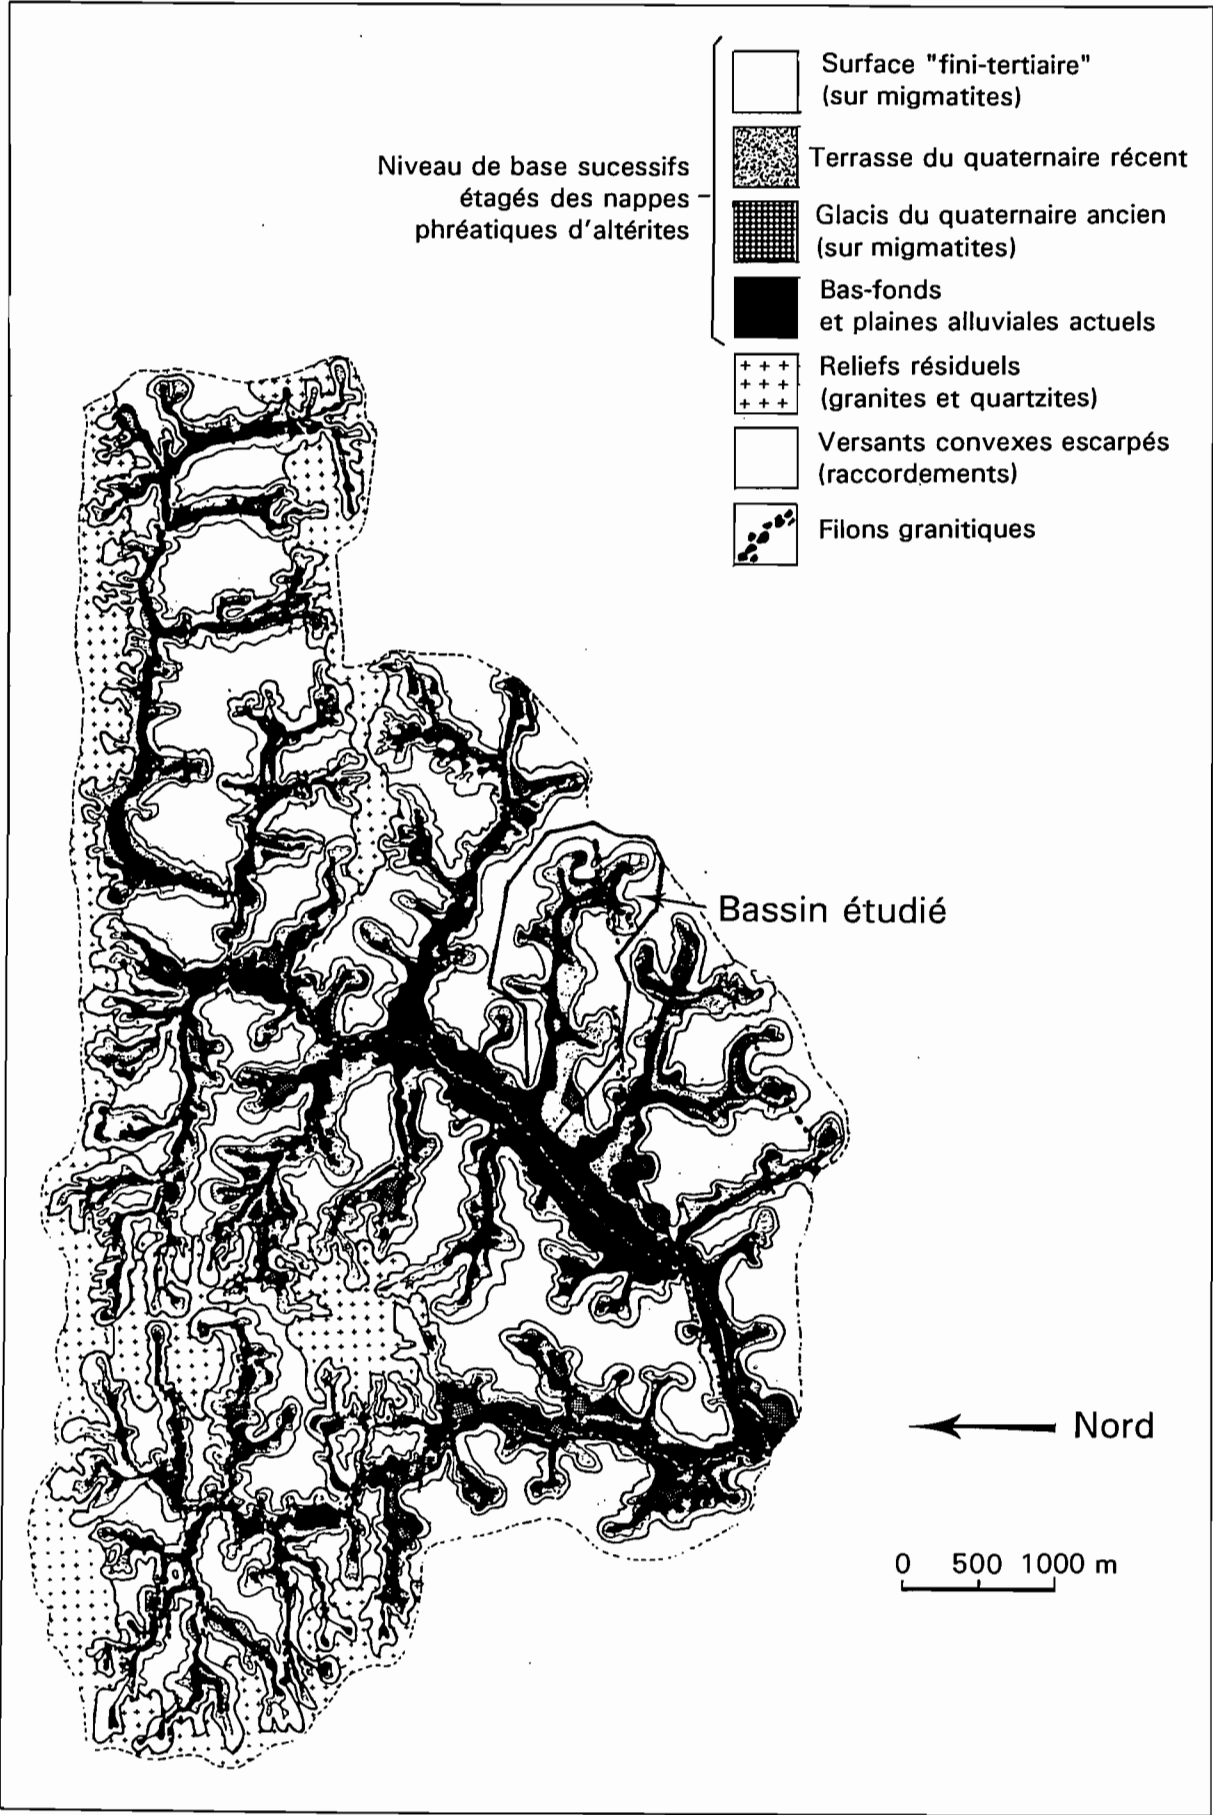 Surface "fini-tertiaire"
(sur migmatites)
Terrasse du quaternaire récent
Niveau de base sucessifs
étagés des nappes
phréatiques d'altérites
Glacis du quaternaire ancien
(sur migmatites)
Bas-fonds
et plaines alluviales actuels
Reliefs résiduels
(granites et quartzites)
Versants convexes escarpés
(raccordements)
Filons granitiques
Bassin étudié
Nord
0 500 1000 m